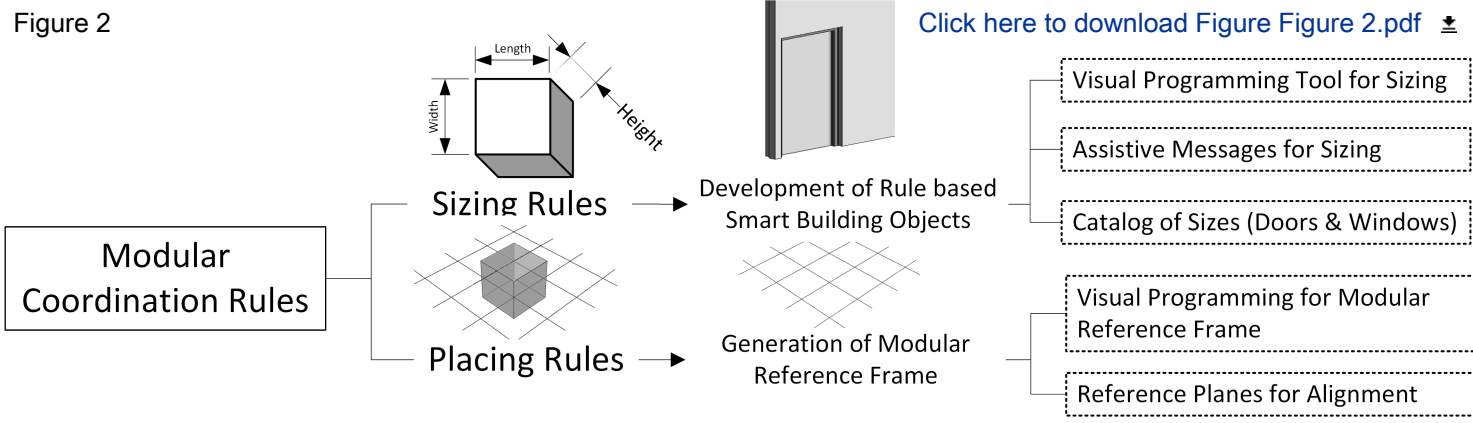 Figure 2
Click here to download Figure Figure 2.pdf
Length
Width
Height
Modular
Coordination Rules
Sizing Rules
Development of Rule based
Smart Building Objects
Visual Programming Tool for Sizing
Assistive Messages for Sizing
Catalog of Sizes (Doors & Windows)
Placing Rules
Generation of Modular
Reference Frame
Visual Programming for Modular
Reference Frame
Reference Planes for Alignment